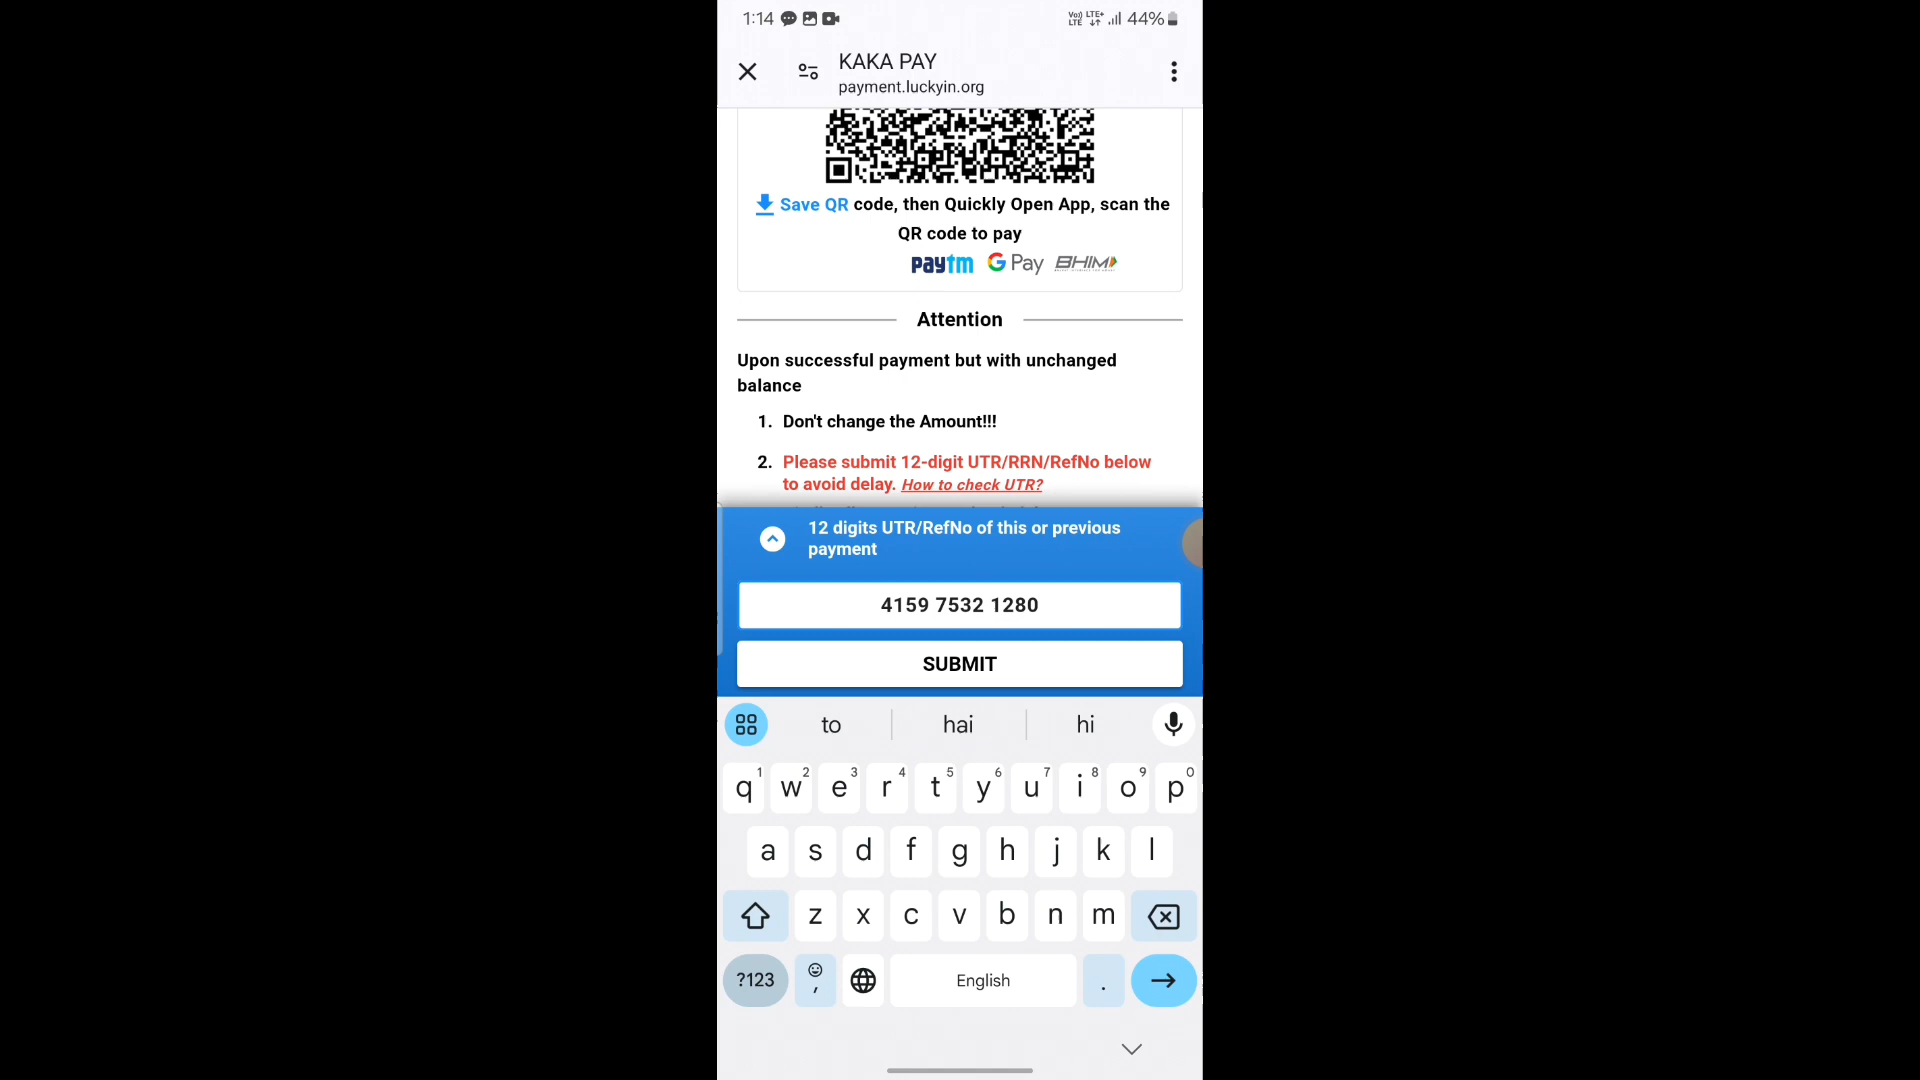 1:14
Vo)) LTE LTE+ 44%
KAKA PAY
payment.luckyin.org
Save QR code, then Quickly Open App, scan the
QR code to pay
paytm G Pay BHIM
Attention
Upon successful payment but with unchanged
balance
1. Don't change the Amount!!!
2. Please submit 12-digit UTR/RRN/RefNo below
to avoid delay. How to check UTR?
12 digits UTR/RefNo of this or previous
payment
4159 7532 1280
SUBMIT
to hai hi
q1 w2 e3 r4 t5 y6 u7 i8 o9 p0
a s d f g h j k l
z x c v b n m
?123 , English .